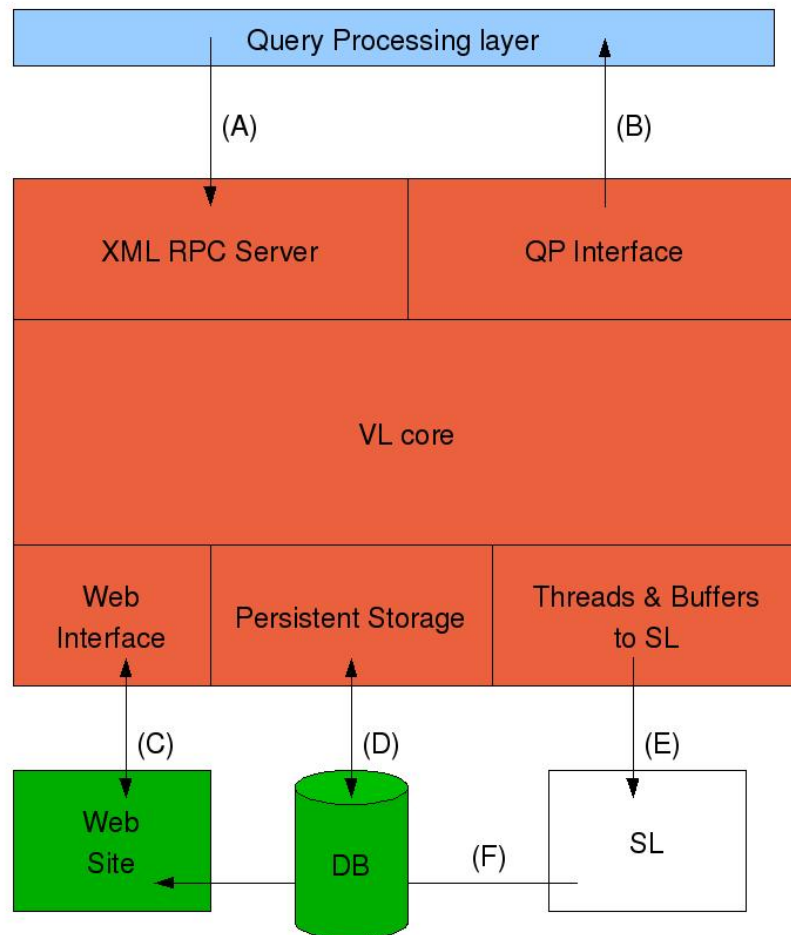 Query Processing layer
(A)
(B)
XML RPC Server
QP Interface
VL core
Web
Interface
Persistent Storage
Threads & Buffers
to SL
(C)
(D)
(E)
Web
Site
DB
(F)
SL